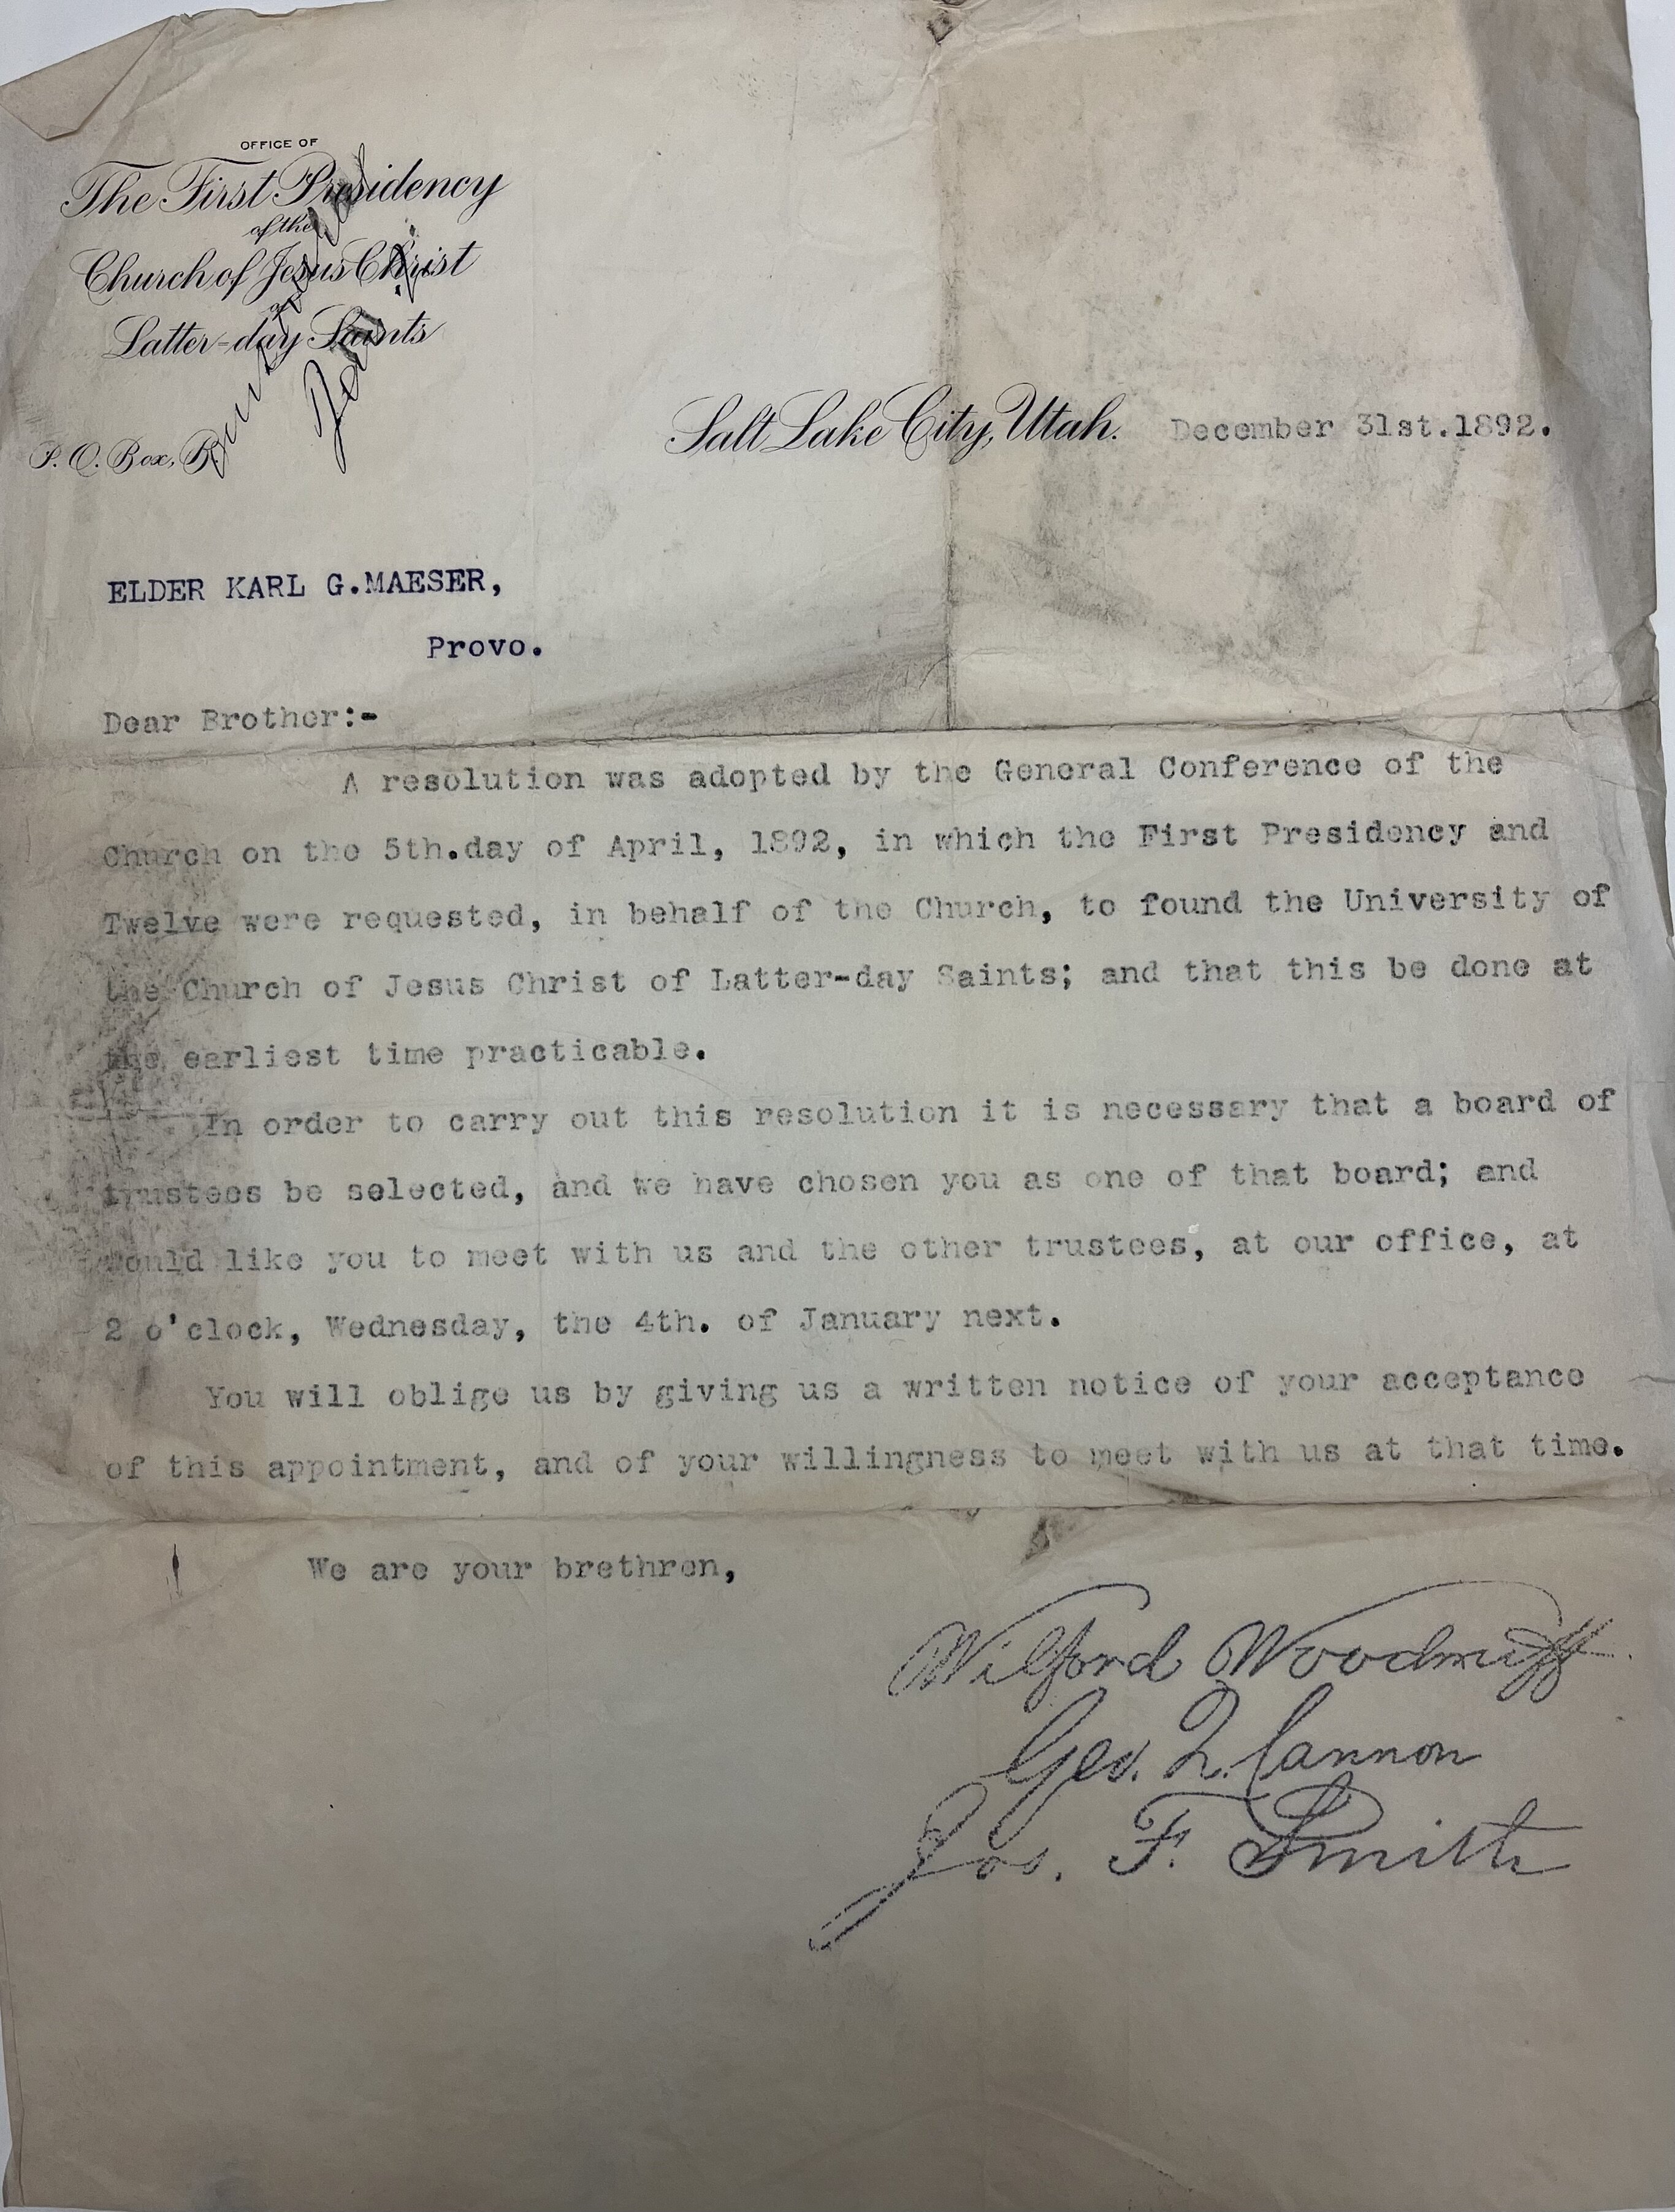 OFFICE OF
The First Presidency
of the
Church of Jesus Christ
of
Latter-day Saints
P. O. Box, B.
Salt Lake City, Utah. December 31st.1892.
ELDER KARL G.MAESER,
Provo.
Dear Brother:-
A resolution was adopted by the General Conference of the
Church on the 5th.day of April, 1892, in which the First Presidency and
Twelve were requested, in behalf of the Church, to found the University of
the Church of Jesus Christ of Latter-day Saints; and that this be done at
the earliest time practicable.
In order to carry out this resolution it is necessary that a board of
trustees be selected, and we have chosen you as one of that board; and
would like you to meet with us and the other trustees, at our office, at
2 o'clock, Wednesday, the 4th. of January next.
You will oblige us by giving us a written notice of your acceptance
of this appointment, and of your willingness to meet with us at that time.
We are your brethren,
Wilford Woodruff
Geo. Q. Cannon
Jos. F. Smith